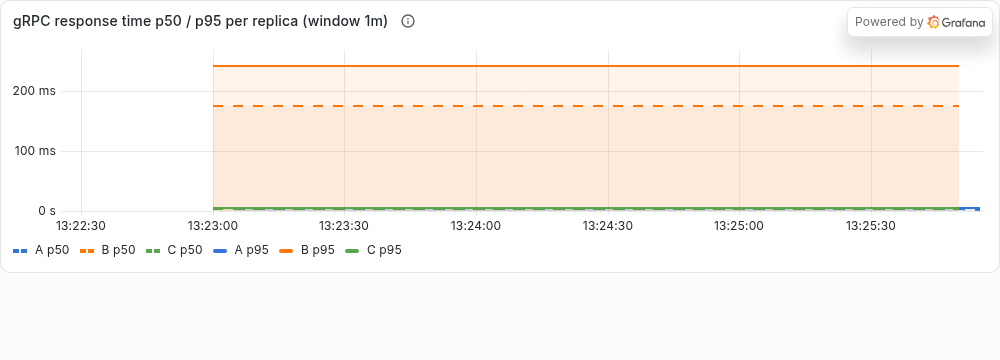 gRPC response time p50 / p95 per replica (window 1m)
Powered by Grafana
200 ms
100 ms
0 s
13:22:30 13:23:00 13:23:30 13:24:00 13:24:30 13:25:00 13:25:30
A p50 B p50 C p50 A p95 B p95 C p95